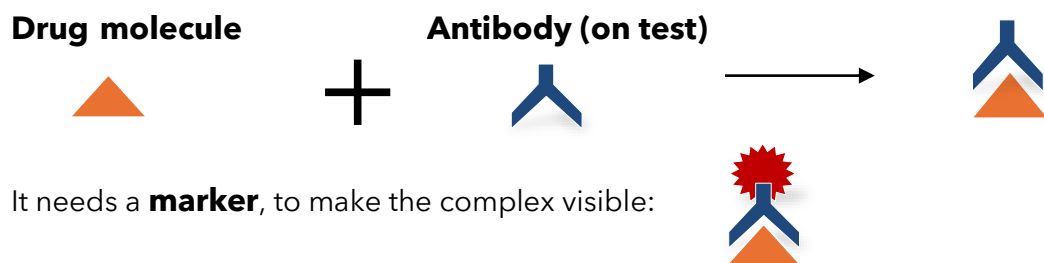 Drug molecule
Antibody (on test)
It needs a marker, to make the complex visible: